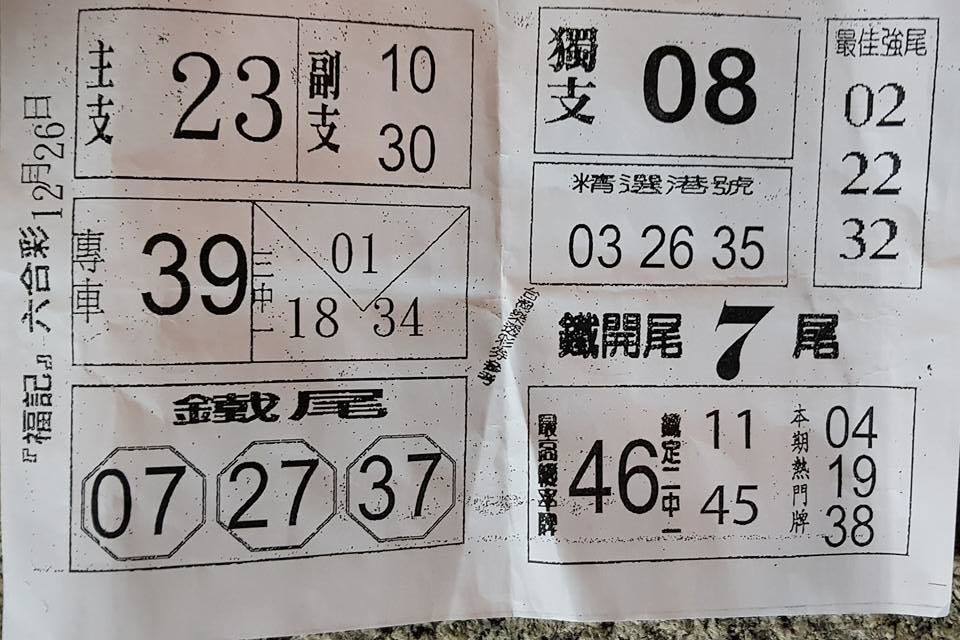 『福記』六合彩12月26日
主支
23
副支
10
30
獨支
08
最佳強尾
02
22
32
精選港號
03 26 35
專車
39
三中一
01
18 34
鐵開尾 7 尾
鐵尾
07 27 37
最高機率牌
46
鐵定二中一
11
45
本期熱門牌
04
19
38